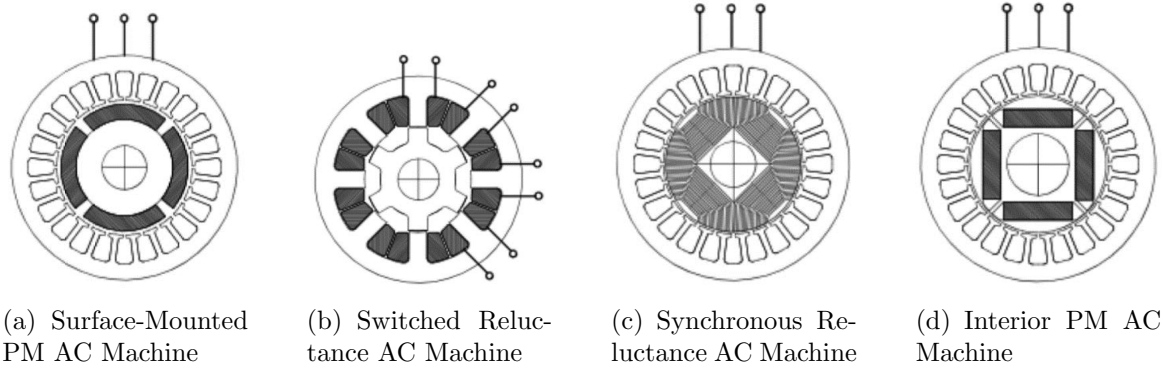 (a) Surface-Mounted
PM AC Machine
(b) Switched Reluc-
tance AC Machine
(c) Synchronous Re-
luctance AC Machine
(d) Interior PM AC
Machine